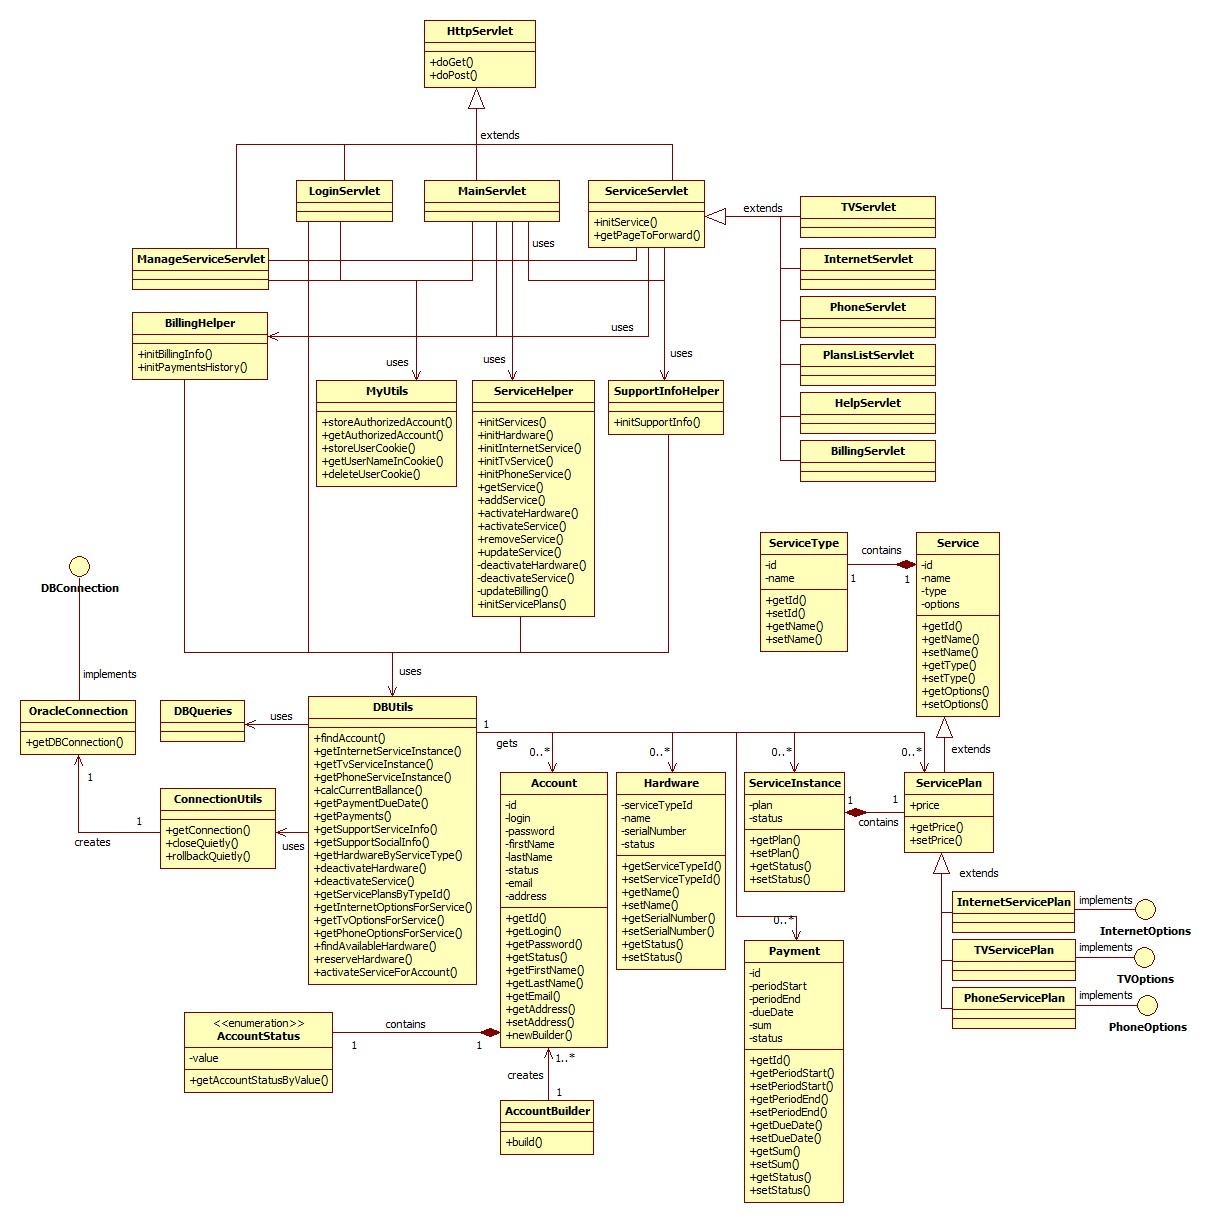 HttpServlet
+doGet()
+doPost()
extends
LoginServlet
MainServlet
ServiceServlet
+initService()
+getPageToForward()
extends
TVServlet
InternetServlet
PhoneServlet
PlansListServlet
HelpServlet
BillingServlet
uses
ManageServiceServlet
BillingHelper
+initBillingInfo()
+initPaymentsHistory()
uses
uses
uses
uses
MyUtils
+storeAuthorizedAccount()
+getAuthorizedAccount()
+storeUserCookie()
+getUserNameInCookie()
+deleteUserCookie()
ServiceHelper
+initServices()
+initHardware()
+initInternetService()
+initTvService()
+initPhoneService()
+getService()
+addService()
+activateHardware()
+activateService()
+removeService()
+updateService()
-deactivateHardware()
-deactivateService()
-updateBilling()
+initServicePlans()
SupportInfoHelper
+initSupportInfo()
ServiceType
-id
-name
+getId()
+setId()
+getName()
+setName()
contains
1
1
Service
-id
-name
-type
-options
+getId()
+getName()
+setName()
+getType()
+setType()
+getOptions()
+setOptions()
DBConnection
implements
uses
OracleConnection
+getDBConnection()
DBQueries
uses
DBUtils
+findAccount()
+getInternetServiceInstance()
+getTvServiceInstance()
+getPhoneServiceInstance()
+calcCurrentBallance()
+getPaymentDueDate()
+getPayments()
+getSupportServiceInfo()
+getSupportSocialInfo()
+getHardwareByServiceType()
+deactivateHardware()
+deactivateService()
+getServicePlansByTypeId()
+getInternetOptionsForService()
+getTvOptionsForService()
+getPhoneOptionsForService()
+findAvailableHardware()
+reserveHardware()
+activateServiceForAccount()
1
gets
0..*
0..*
0..*
0..*
extends
1
1
creates
ConnectionUtils
+getConnection()
+closeQuietly()
+rollbackQuietly()
uses
Account
-id
-login
-password
-firstName
-lastName
-status
-email
-address
+getId()
+getLogin()
+getPassword()
+getStatus()
+getFirstName()
+getLastName()
+getEmail()
+getAddress()
+setAddress()
+newBuilder()
Hardware
-serviceTypeId
-name
-serialNumber
-status
+getServiceTypeId()
+setServiceTypeId()
+getName()
+setName()
+getSerialNumber()
+setSerialNumber()
+getStatus()
+setStatus()
ServiceInstance
-plan
-status
+getPlan()
+setPlan()
+getStatus()
+setStatus()
1
1
contains
ServicePlan
+price
+getPrice()
+setPrice()
extends
InternetServicePlan
implements
InternetOptions
TVServicePlan
implements
TVOptions
PhoneServicePlan
implements
PhoneOptions
0..*
Payment
-id
-periodStart
-periodEnd
-dueDate
-sum
-status
+getId()
+getPeriodStart()
+setPeriodStart()
+getPeriodEnd()
+setPeriodEnd()
+getDueDate()
+setDueDate()
+getSum()
+setSum()
+getStatus()
+setStatus()
<<enumeration>>
AccountStatus
-value
+getAccountStatusByValue()
contains
1
1
1..*
creates
1
AccountBuilder
+build()